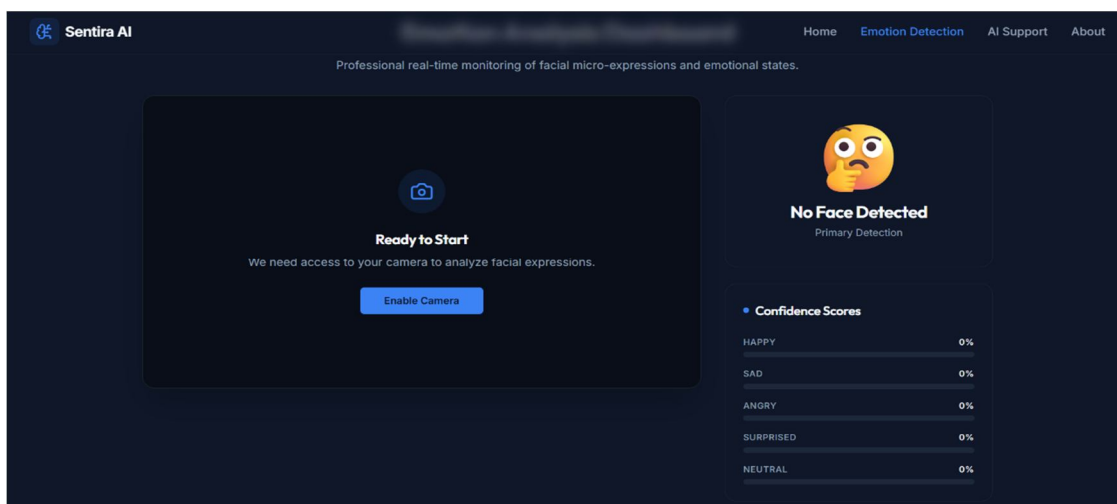 Sentira AI
Home Emotion Detection AI Support About
Professional real-time monitoring of facial micro-expressions and emotional states.
Ready to Start
We need access to your camera to analyze facial expressions.
Enable Camera
No Face Detected
Primary Detection
Confidence Scores
HAPPY 0%
SAD 0%
ANGRY 0%
SURPRISED 0%
NEUTRAL 0%